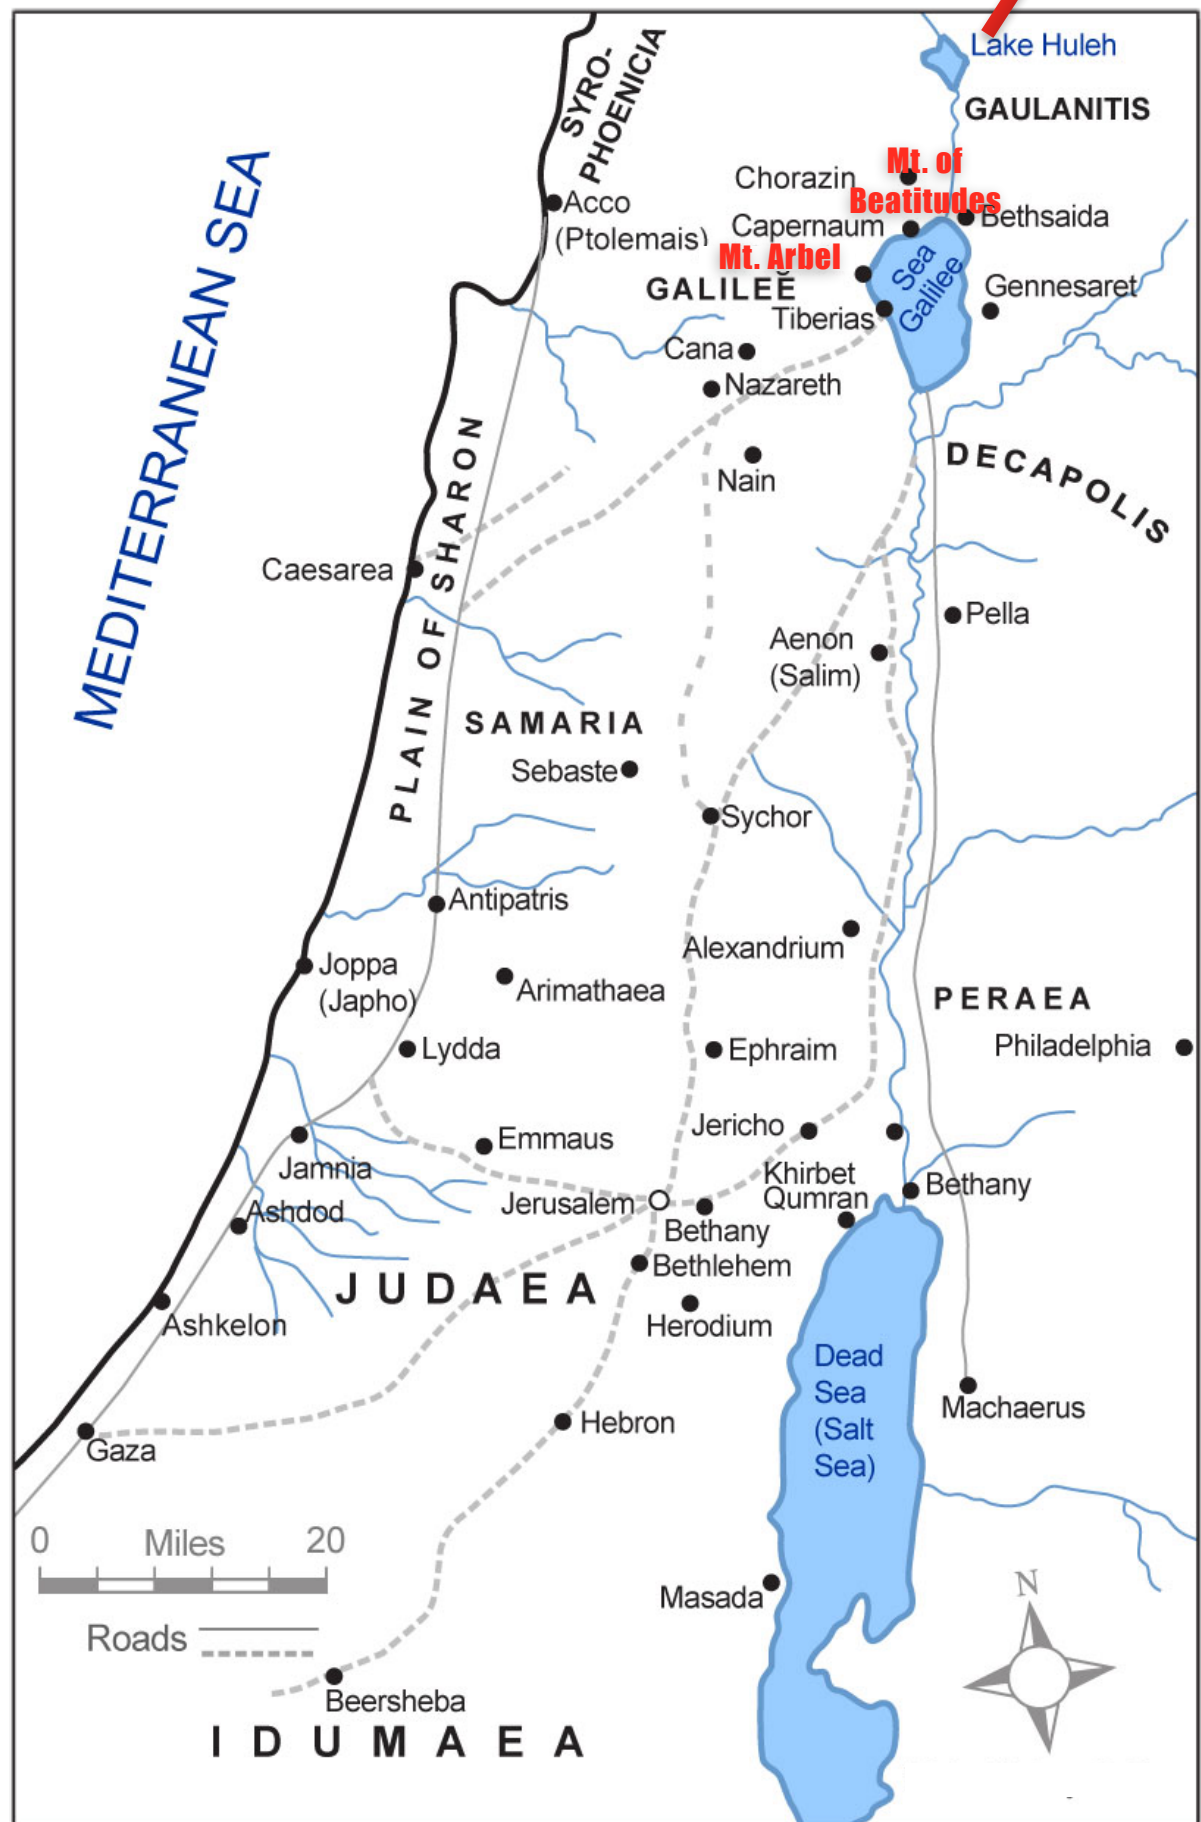 Lake Huleh
SYRO-
PHOENICIA
GAULANITIS
Mt. of
Beatitudes
Chorazin
MEDITERRANEAN SEA
Acco
(Ptolemais)
Capernaum
Bethsaida
Mt. Arbel
GALILEE
Sea
Galilee
Gennesaret
Tiberias
Cana
Nazareth
DECAPOLIS
Nain
PLAIN OF SHARON
Caesarea
Pella
Aenon
(Salim)
SAMARIA
Sebaste
Sychor
Antipatris
Alexandrium
Joppa
(Japho)
Arimathaea
PERAEA
Lydda
Ephraim
Philadelphia
Jericho
Emmaus
Jamnia
Khirbet
Qumran
Bethany
Jerusalem
Ashdod
Bethany
Bethlehem
JUDAEA
Ashkelon
Herodium
Dead
Sea
(Salt
Sea)
Machaerus
Hebron
Gaza
0 Miles 20
Roads
Masada
N
Beersheba
IDUMAEA